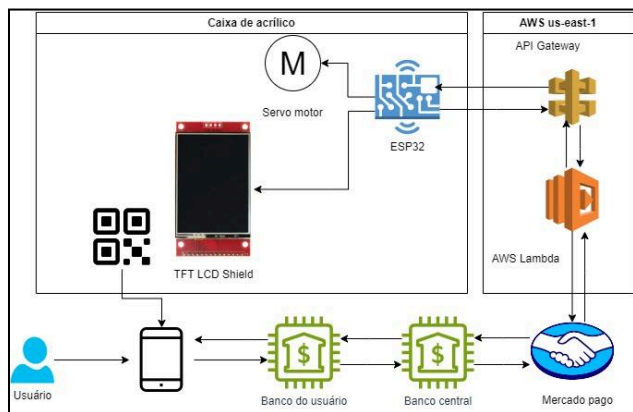 Caixa de acrílico
AWS us-east-1
API Gateway
M
Servo motor
ESP32
TFT LCD Shield
AWS Lambda
$
$
Usuário
Banco do usuário
Banco central
Mercado pago